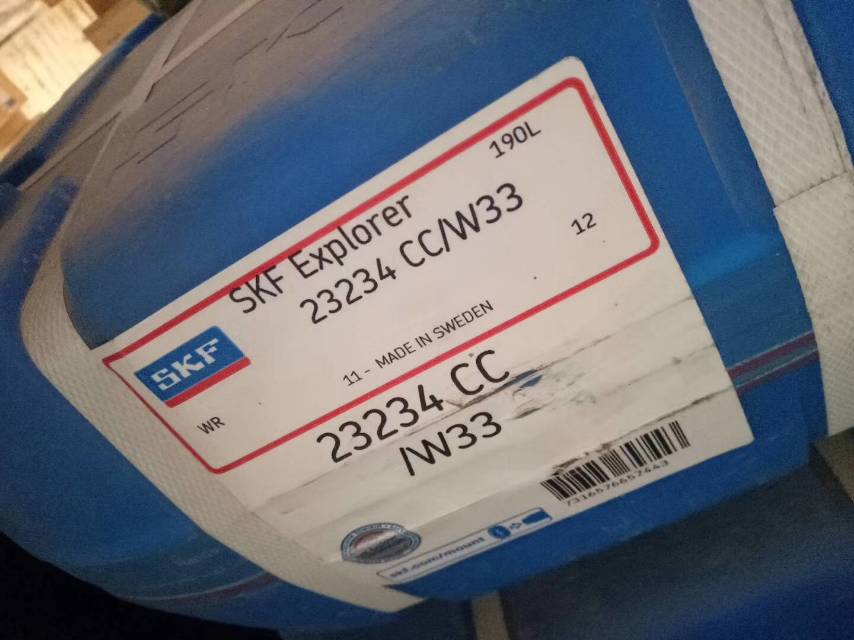 190L
SKF Explorer
23234 CC/W33
12
SKF
11 - MADE IN SWEDEN
WR
23234 CC
/W33
7316576657443
skf.com/mount